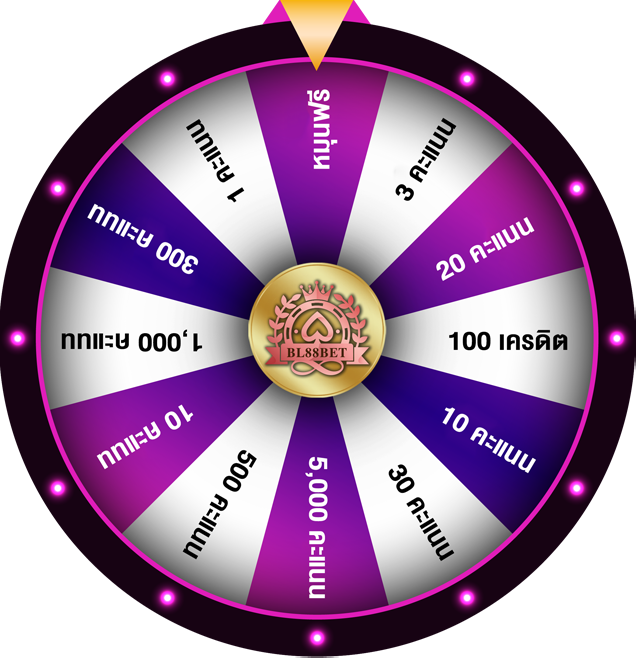 หมุนฟรี
3 คะแนน
20 คะแนน
100 เครดิต
10 คะแนน
30 คะแนน
5,000 คะแนน
500 คะแนน
10 คะแนน
1,000 คะแนน
300 คะแนน
1 คะแนน
BL88BET